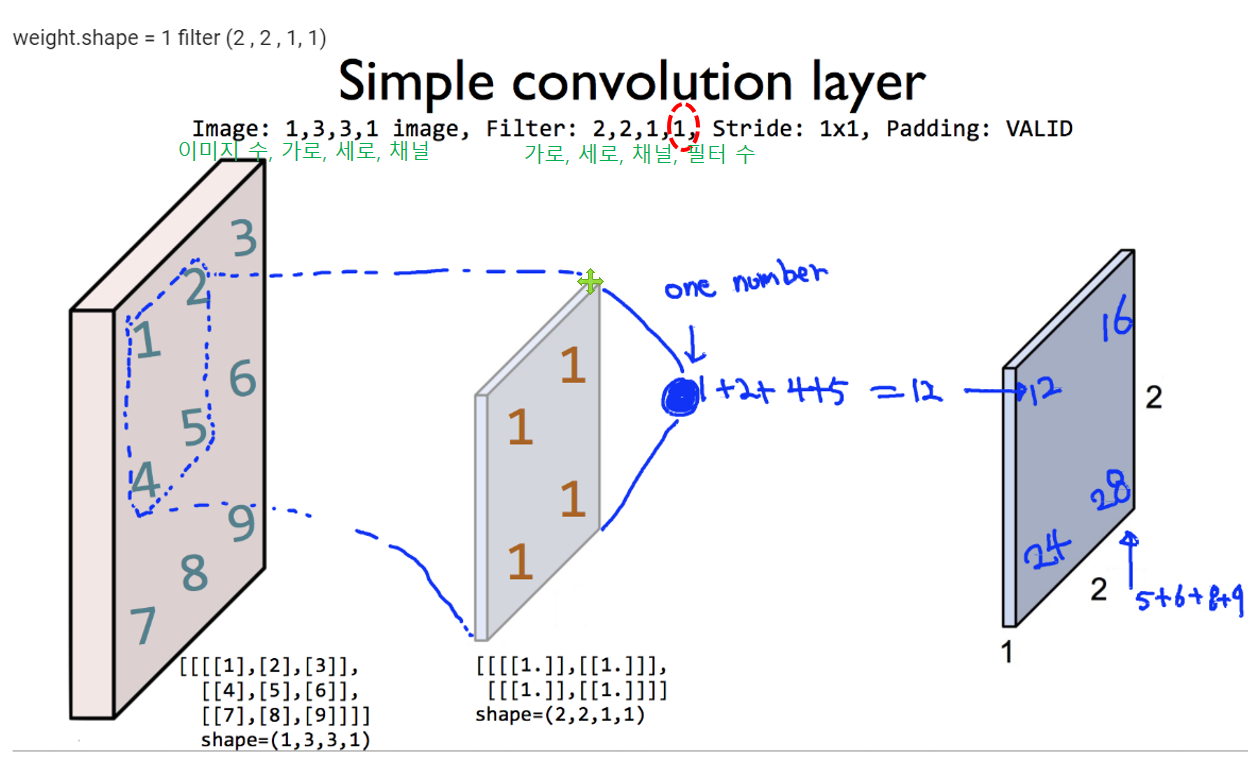 weight.shape = 1 filter (2 , 2 , 1, 1)
Simple convolution layer
Image: 1,3,3,1 image, Filter: 2,2,1,1, Stride: 1x1, Padding: VALID
이미지 수, 가로, 세로, 채널
가로, 세로, 채널, 필터 수
3
2
1
6
5
4
9
8
7
1
1
1
1
one number
1+2+4+5 = 12
12
16
24
28
2
2
1
5+6+8+9
[[[[1],[2],[3]],
[[4],[5],[6]],
[[7],[8],[9]]]]
shape=(1,3,3,1)
[[[[1.]],[[1.]]],
[[[1.]],[[1.]]]]
shape=(2,2,1,1)